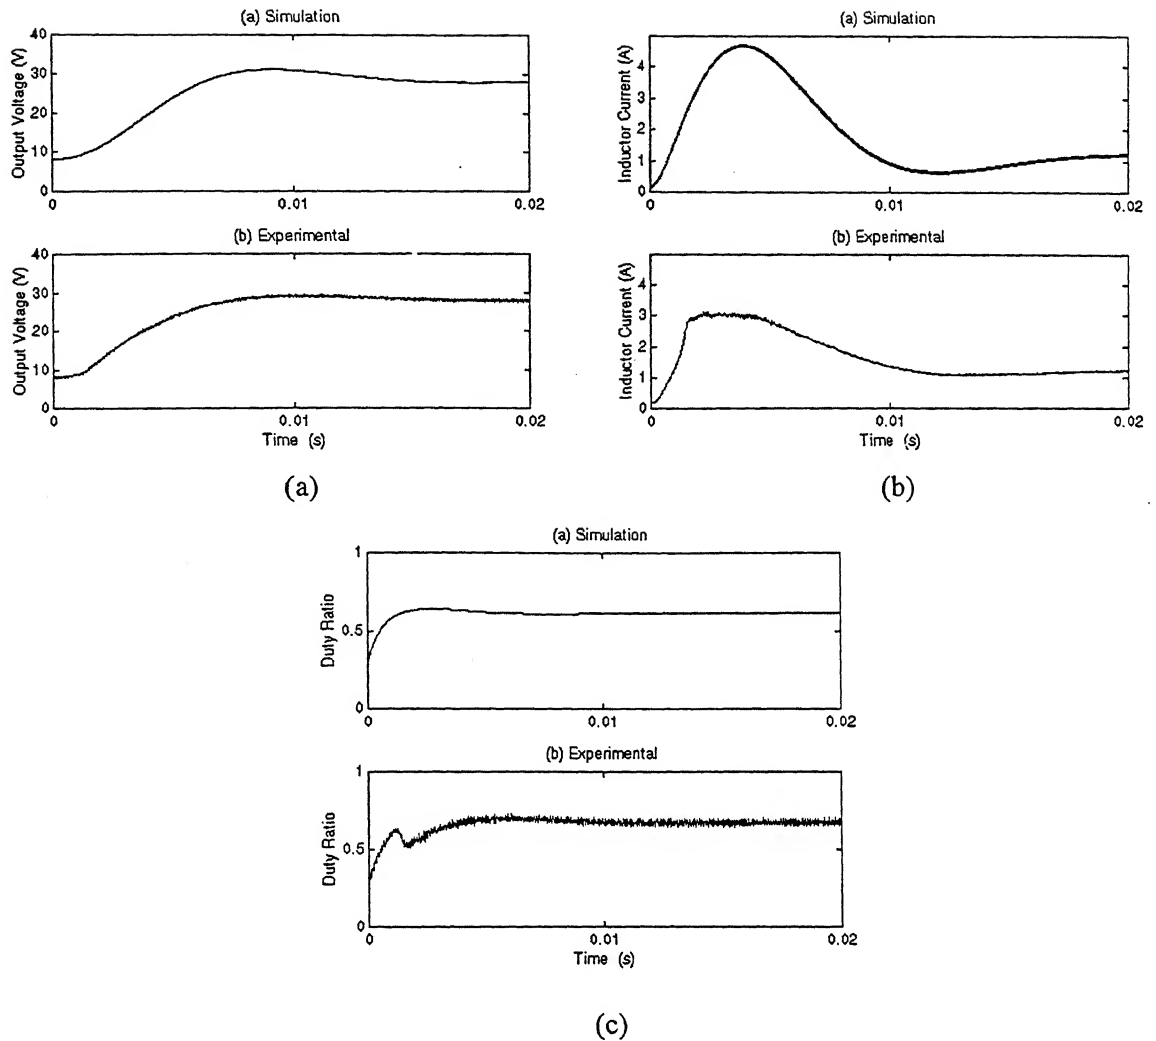 (a) Simulation
Output Voltage (V)
40
30
20
10
0
0
0.01
0.02
(b) Experimental
Output Voltage (V)
40
30
20
10
0
0
0.01
0.02
Time (s)
(a)
(a) Simulation
Inductor Current (A)
4
3
2
1
0
0
0.01
0.02
(b) Experimental
Inductor Current (A)
4
3
2
1
0
0
0.01
0.02
Time (s)
(b)
(a) Simulation
Duty Ratio
1
0.5
0
0
0.01
0.02
(b) Experimental
Duty Ratio
1
0.5
0
0
0.01
0.02
Time (s)
(c)